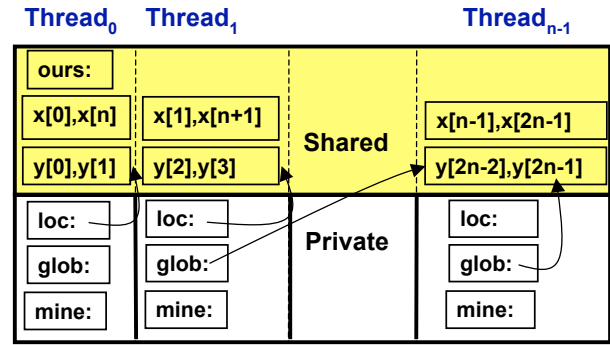 Thread0 Thread1 Threadn-1
ours:
x[0],x[n] x[1],x[n+1] x[n-1],x[2n-1]
Shared
y[0],y[1] y[2],y[3] y[2n-2],y[2n-1]
loc: loc: loc:
Private
glob: glob: glob:
mine: mine: mine: